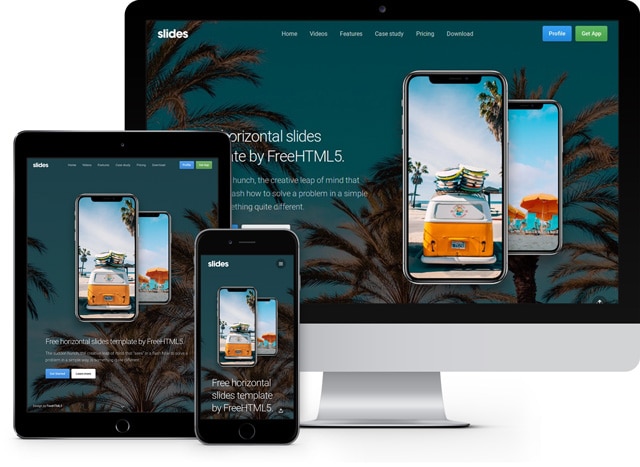 slides
Home Videos Features Case study Pricing Download
Profile Get App
horizontal slides
ate by FreeHTML5.
hunch, the creative leap of mind that
ash how to solve a problem in a simple
ething quite different.
slides
Home Videos Features Case study Pricing Download
Profile Get App
Free horizontal slides template by FreeHTML5.
Get Started Learn more
Design by FreeHTML5
slides
Free horizontal
slides template
by FreeHTML5.